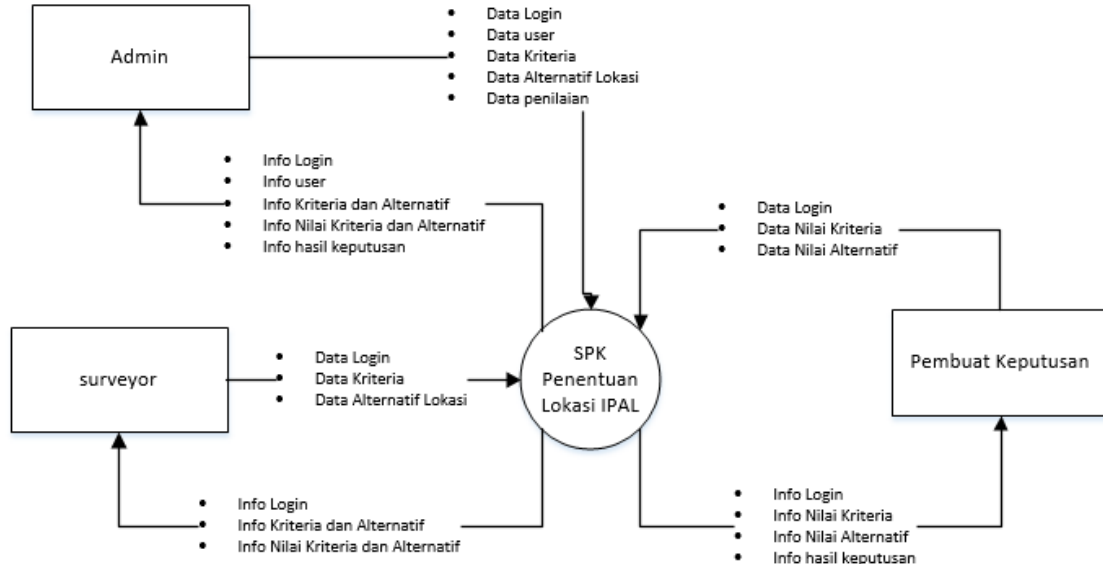 Admin
• Data Login
• Data user
• Data Kriteria
• Data Alternatif Lokasi
• Data penilaian
• Info Login
• Info user
• Info Kriteria dan Alternatif
• Info Nilai Kriteria dan Alternatif
• Info hasil keputusan
• Data Login
• Data Nilai Kriteria
• Data Nilai Alternatif
surveyor
• Data Login
• Data Kriteria
• Data Alternatif Lokasi
SPK
Penentuan
Lokasi IPAL
Pembuat Keputusan
• Info Login
• Info Kriteria dan Alternatif
• Info Nilai Kriteria dan Alternatif
• Info Login
• Info Nilai Kriteria
• Info Nilai Alternatif
• Info hasil keputusan